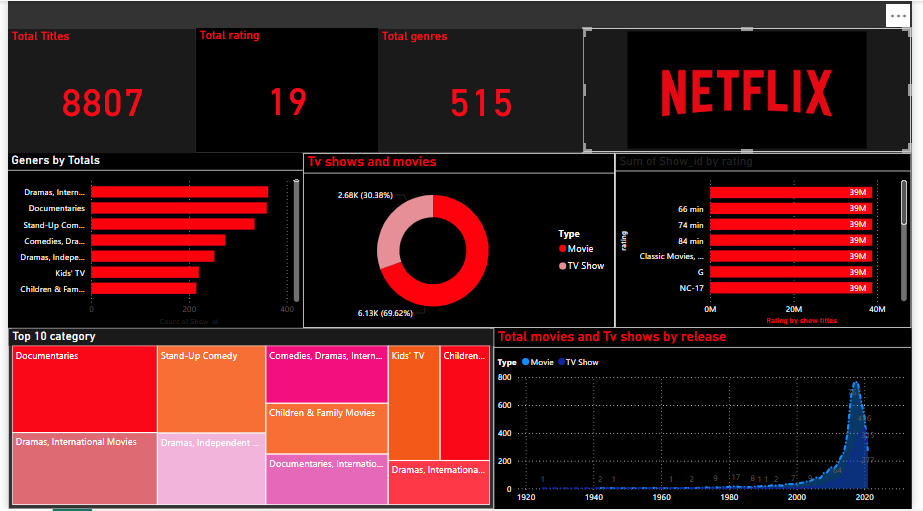 Total Titles
Total rating
Total genres
8807
19
515
NETFLIX
Geners by Totals
Dramas, Intern...
Documentaries
Stand-Up Com...
Comedies, Dra...
Dramas, Indepe...
Kids' TV
Children & Fam...
0
200
400
Count of Show_id
Tv shows and movies
2.68K (30.38%)
6.13K (69.62%)
Type
Movie
TV Show
Sum of Show_id by rating
rating
39M
66 min
39M
74 min
39M
84 min
39M
Classic Movies, ...
39M
G
39M
NC-17
39M
0M
20M
40M
Rating by show titles
Top 10 category
Documentaries
Stand-Up Comedy
Comedies, Dramas, Intern...
Kids' TV
Children...
Children & Family Movies
Dramas, International Movies
Dramas, Independent ...
Documentaries, Internatio...
Dramas, Internationa...
Total movies and Tv shows by release
Type
Movie
TV Show
800
600
400
200
0
1
2
1
1
2
9
17
8
1
1
2
7
64
1920
1940
1960
1980
2000
2020